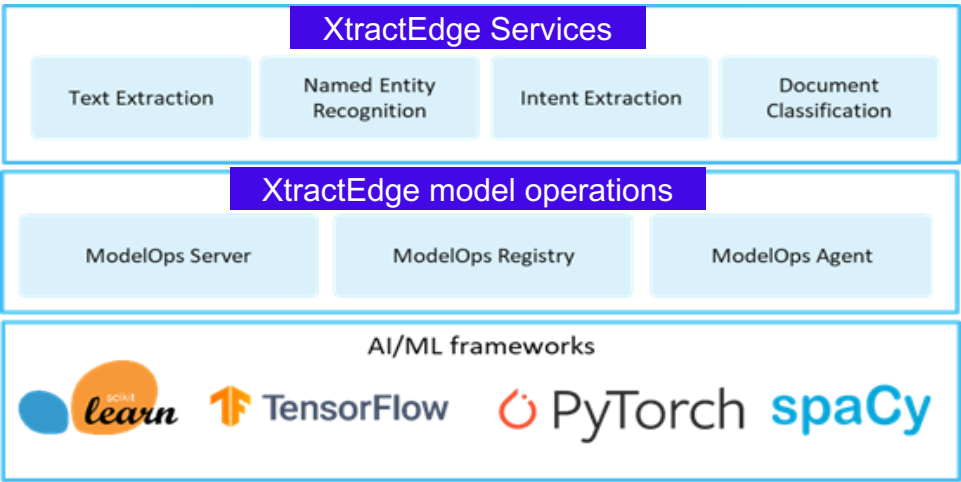 XtractEdge Services
Text Extraction
Named Entity
Recognition
Intent Extraction
Document
Classification
XtractEdge model operations
ModelOps Server
ModelOps Registry
ModelOps Agent
AI/ML frameworks
scikit
learn
TensorFlow
PyTorch
spaCy